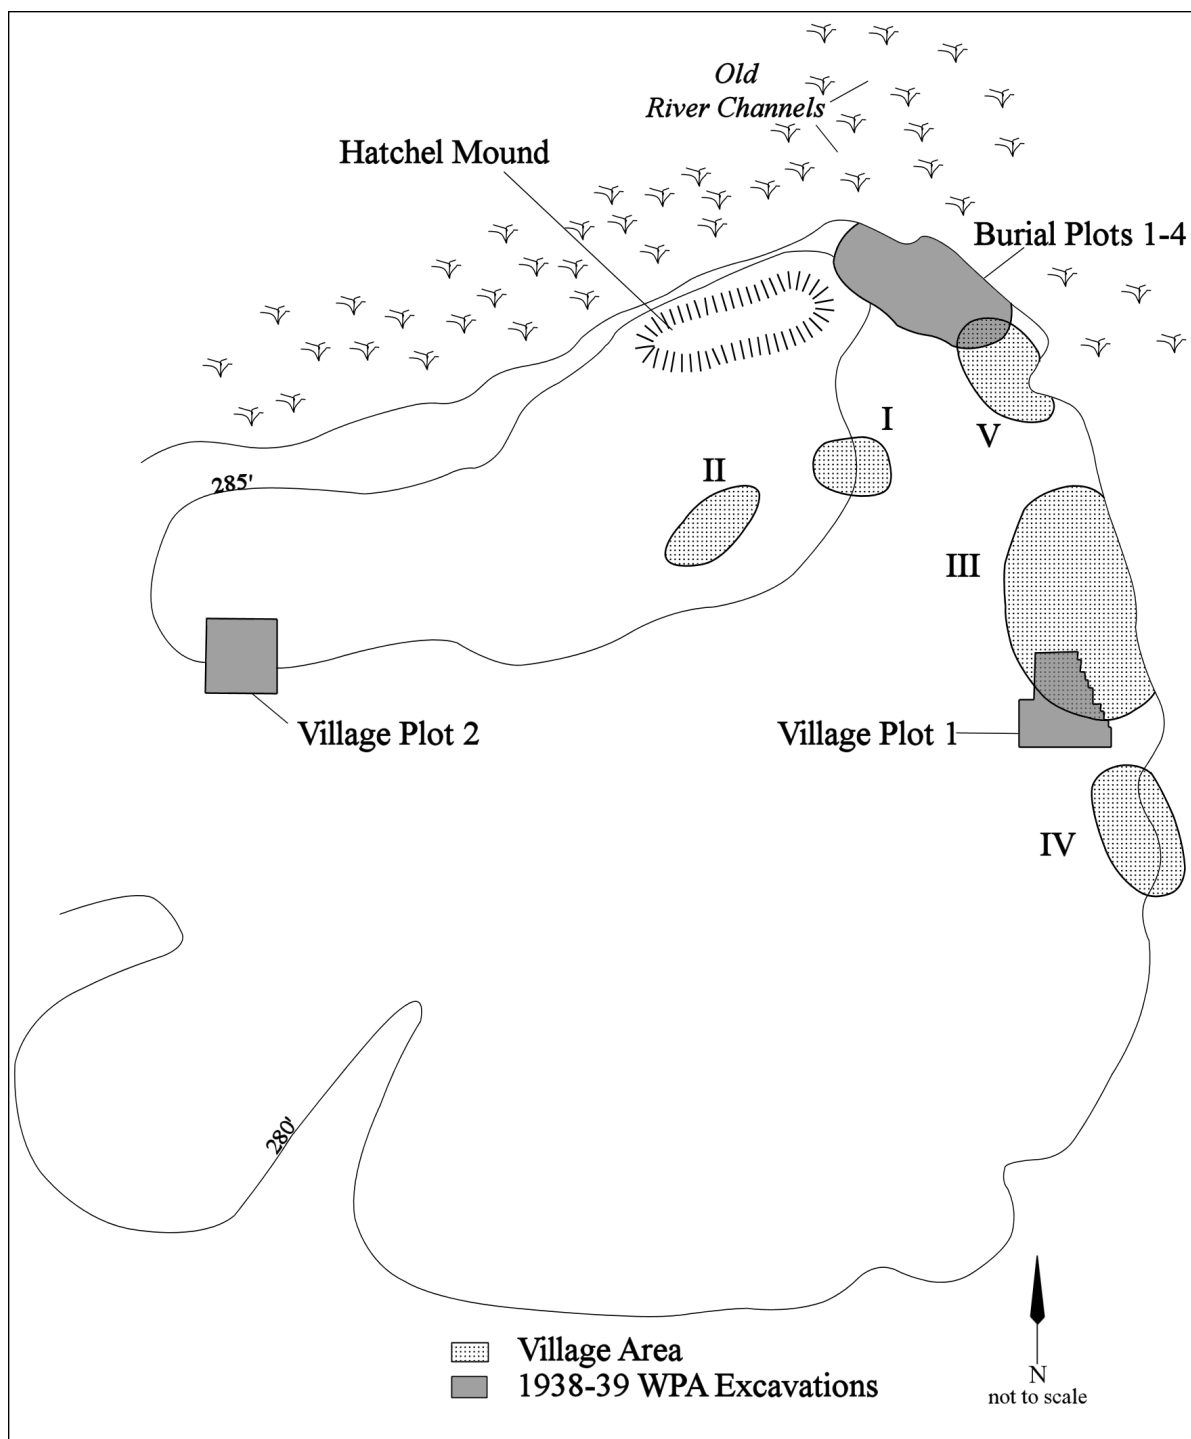 Old
River Channels
Hatchel Mound
Burial Plots 1-4
I
V
II
285'
III
Village Plot 2
Village Plot 1
IV
280'
Village Area
1938-39 WPA Excavations
N
not to scale